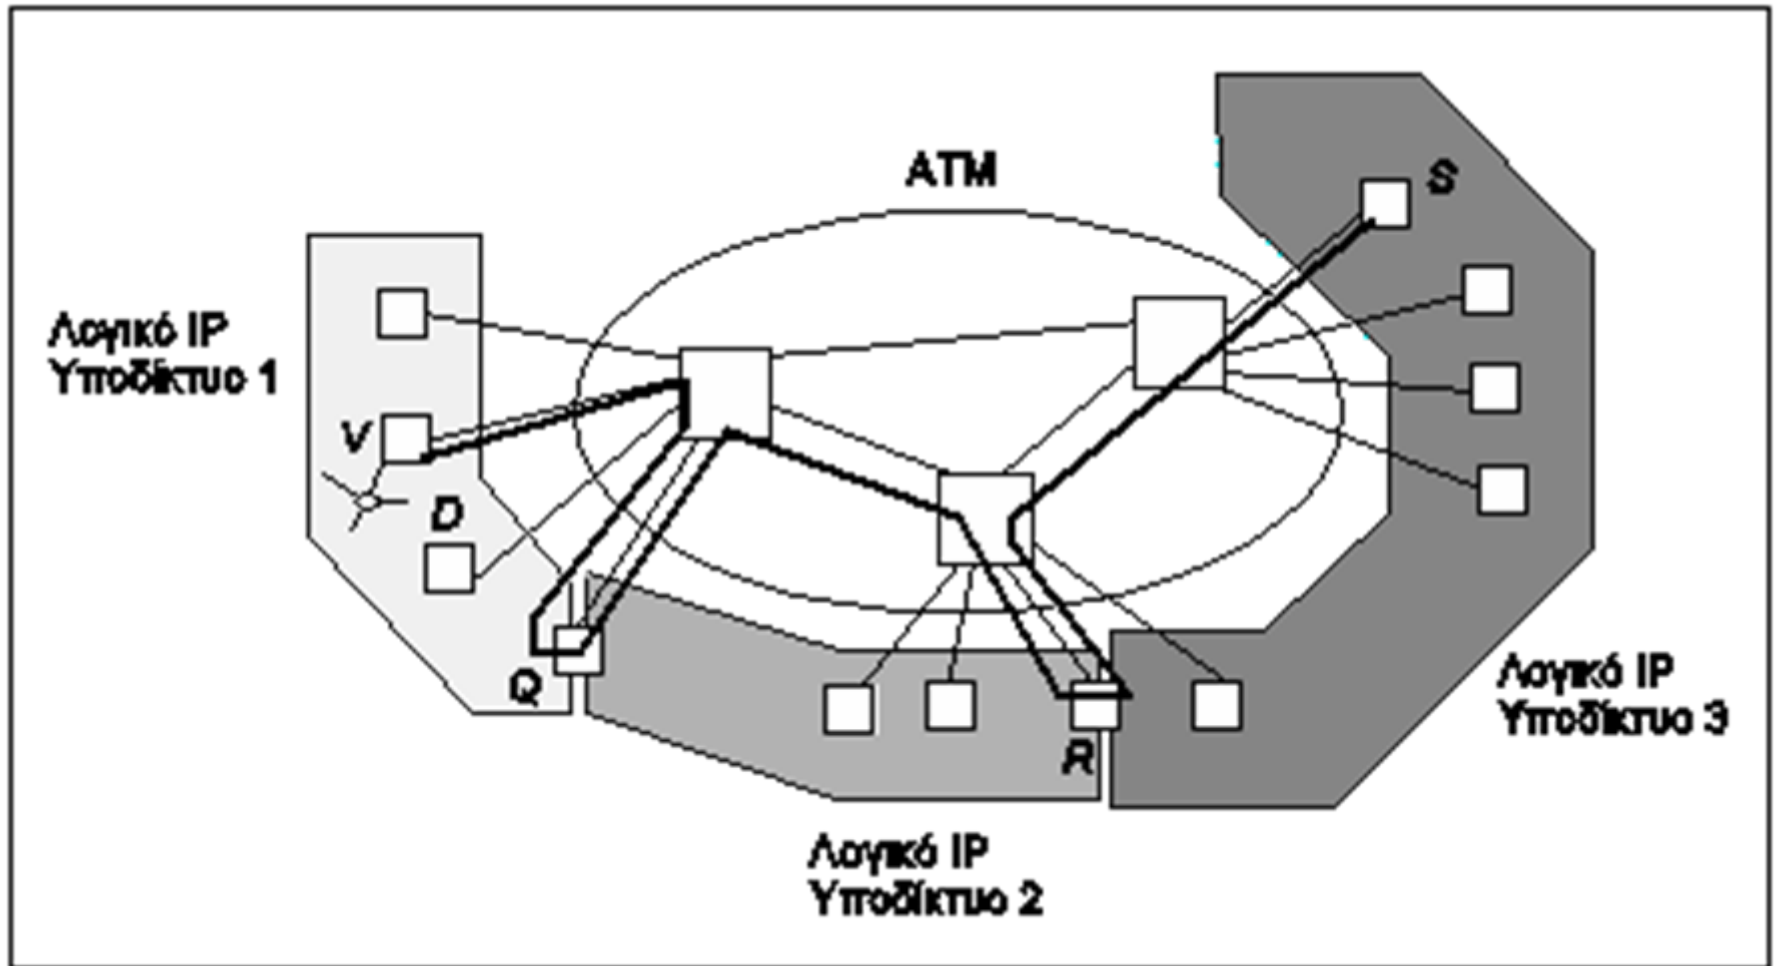 ATM
S
Λογικό IP
Υποδίκτυο 1
V
D
Q
R
Λογικό IP
Υποδίκτυο 3
Λογικό IP
Υποδίκτυο 2